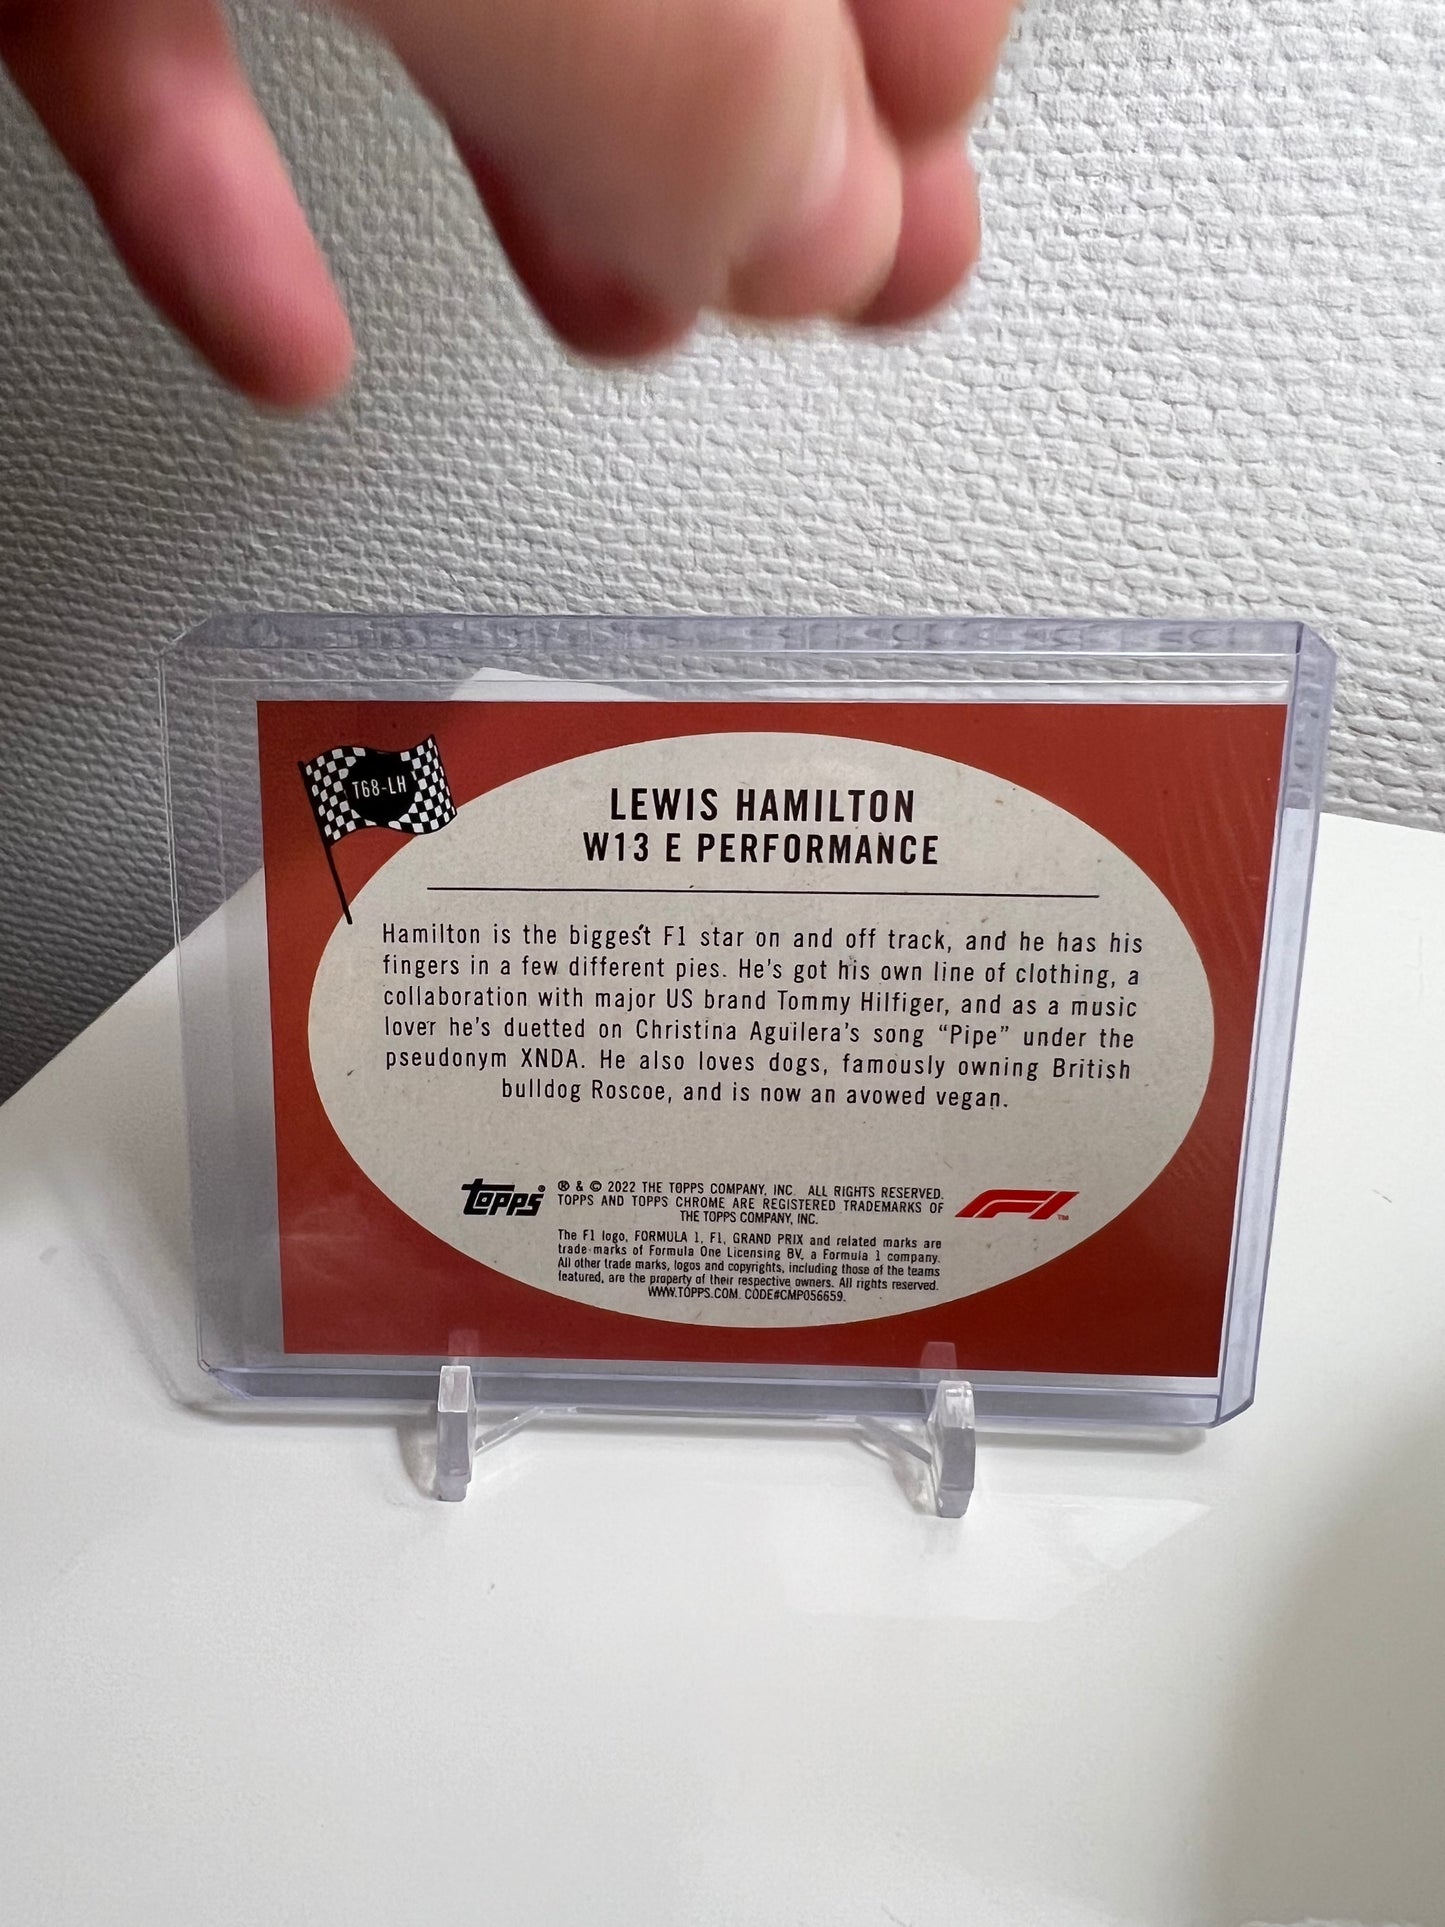 T68-LH
LEWIS HAMILTON
W13 E PERFORMANCE
Hamilton is the biggest F1 star on and off track, and he has his
fingers in a few different pies. He's got his own line of clothing, a
collaboration with major US brand Tommy Hilfiger, and as a music
lover he's duetted on Christina Aguilera's song “Pipe” under the
pseudonym XNDA. He also loves dogs, famously owning British
bulldog Roscoe, and is now an avowed vegan.
topps®
® & © 2022 THE TOPPS COMPANY, INC. ALL RIGHTS RESERVED.
TOPPS AND TOPPS CHROME ARE REGISTERED TRADEMARKS OF
THE TOPPS COMPANY, INC.
F1™
The F1 logo, FORMULA 1, F1, GRAND PRIX and related marks are
trade marks of Formula One Licensing BV, a Formula 1 company.
All other trade marks, logos and copyrights, including those of the teams
featured, are the property of their respective owners. All rights reserved.
WWW.TOPPS.COM. CODE#CMP056659.